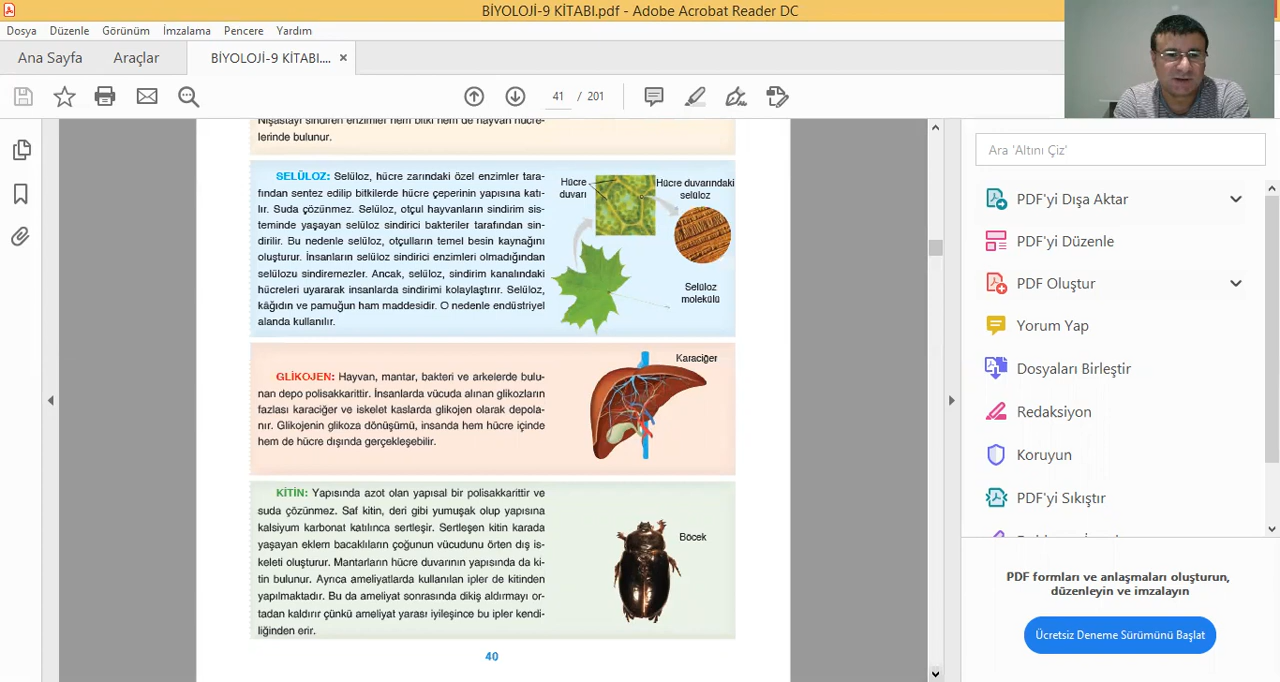 BİYOLOJİ-9 KİTABI.pdf - Adobe Acrobat Reader DC
Dosya Düzenle Görünüm İmzalama Pencere Yardım
Ana Sayfa Araçlar BİYOLOJİ-9 KİTABI.... ×
41 / 201
Nişastayı sindiren enzimler hem bitki hem de hayvan hücre-
lerinde bulunur.
SELÜLOZ: Selüloz, hücre zarındaki özel enzimler tara-
fından sentez edilip bitkilerde hücre çeperinin yapısına katı-
lır. Suda çözünmez. Selüloz, otçul hayvanların sindirim sis-
teminde yaşayan selüloz sindirici bakteriler tarafından sin-
dirilir. Bu nedenle selüloz, otçulların temel besin kaynağını
oluşturur. İnsanların selüloz sindirici enzimleri olmadığından
selülozu sindiremezler. Ancak, selüloz, sindirim kanalındaki
hücreleri uyararak insanlarda sindirimi kolaylaştırır. Selüloz,
kâğıdın ve pamuğun ham maddesidir. O nedenle endüstriyel
alanda kullanılır.
Hücre
duvarı
Hücre duvarındaki
selüloz
Selüloz
molekülü
GLİKOJEN: Hayvan, mantar, bakteri ve arkelerde bulu-
nan depo polisakkarittir. İnsanlarda vücuda alınan glikozların
fazlası karaciğer ve iskelet kaslarda glikojen olarak depola-
nır. Glikojenin glikoza dönüşümü, insanda hem hücre içinde
hem de hücre dışında gerçekleşebilir.
Karaciğer
KİTİN: Yapısında azot olan yapısal bir polisakkarittir ve
suda çözünmez. Saf kitin, deri gibi yumuşak olup yapısına
kalsiyum karbonat katılınca sertleşir. Sertleşen kitin karada
yaşayan eklem bacaklıların çoğunun vücudunu örten dış is-
keleti oluşturur. Mantarların hücre duvarının yapısında da ki-
tin bulunur. Ayrıca ameliyatlarda kullanılan ipler de kitinden
yapılmaktadır. Bu da ameliyat sonrasında dikiş aldırmayı or-
tadan kaldırır çünkü ameliyat yarası iyileşince bu ipler kendi-
liğinden erir.
Böcek
40
Ara 'Altını Çiz'
PDF'yi Dışa Aktar
PDF'yi Düzenle
PDF Oluştur
Yorum Yap
Dosyaları Birleştir
Redaksiyon
Koruyun
PDF'yi Sıkıştır
PDF formları ve anlaşmaları oluşturun,
düzenleyin ve imzalayın
Ücretsiz Deneme Sürümünü Başlat